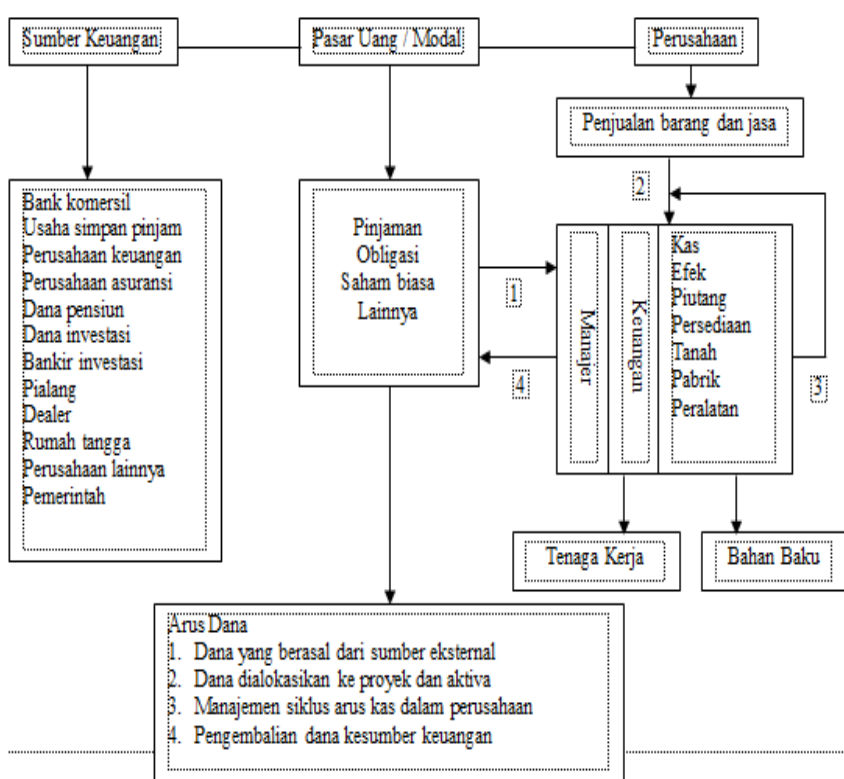 Sumber Keuangan
Pasar Uang / Modal
Perusahaan
Penjualan barang dan jasa
2
Bank komersil
Usaha simpan pinjam
Perusahaan keuangan
Perusahaan asuransi
Dana pensiun
Dana investasi
Bankir investasi
Pialang
Dealer
Rumah tangga
Perusahaan lainnya
Pemerintah
Pinjaman
Obligasi
Saham biasa
Lainnya
1
4
Manajer
Keuangan
Kas
Efek
Piutang
Persediaan
Tanah
Pabrik
Peralatan
3
Tenaga Kerja
Bahan Baku
Arus Dana
1. Dana yang berasal dari sumber eksternal
2. Dana dialokasikan ke proyek dan aktiva
3. Manajemen siklus arus kas dalam perusahaan
4. Pengembalian dana kesumber keuangan